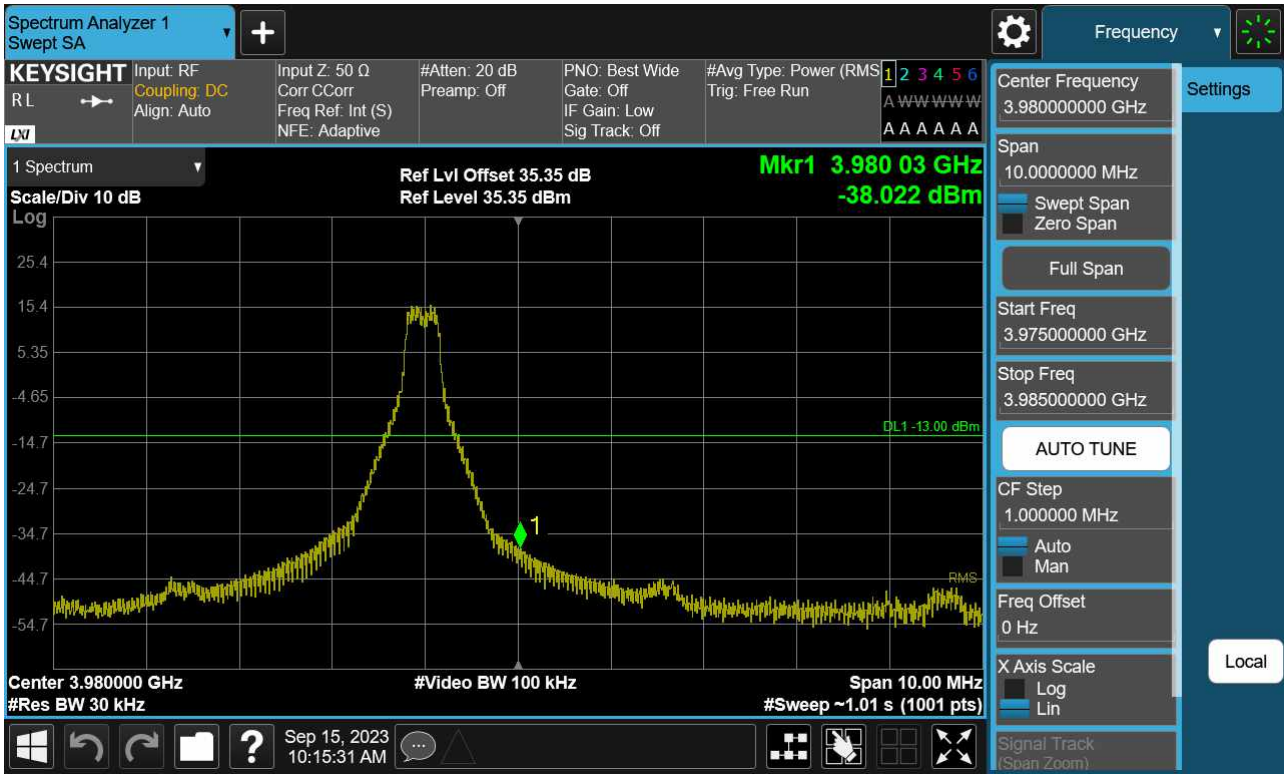 Spectrum Analyzer 1
Swept SA
+
Frequency
KEYSIGHT
RL
LXI
Input: RF
Coupling: DC
Align: Auto
Input Z: 50 Ω
Corr CCorr
Freq Ref: Int (S)
NFE: Adaptive
#Atten: 20 dB
Preamp: Off
PNO: Best Wide
Gate: Off
IF Gain: Low
Sig Track: Off
#Avg Type: Power (RMS
Trig: Free Run
1 2 3 4 5 6
A W W W W W
A A A A A A
1 Spectrum
Scale/Div 10 dB
Log
Ref Lvl Offset 35.35 dB
Ref Level 35.35 dBm
Mkr1 3.980 03 GHz
-38.022 dBm
25.4
15.4
5.35
-4.65
-14.7
-24.7
-34.7
-44.7
-54.7
DL1 -13.00 dBm
1
RMS
Center 3.980000 GHz
#Res BW 30 kHz
#Video BW 100 kHz
Span 10.00 MHz
#Sweep ~1.01 s (1001 pts)
Center Frequency
3.980000000 GHz
Span
10.0000000 MHz
Swept Span
Zero Span
Full Span
Start Freq
3.975000000 GHz
Stop Freq
3.985000000 GHz
AUTO TUNE
CF Step
1.000000 MHz
Auto
Man
Freq Offset
0 Hz
X Axis Scale
Log
Lin
Signal Track
(Span Zoom)
Settings
Local
?
Sep 15, 2023
10:15:31 AM